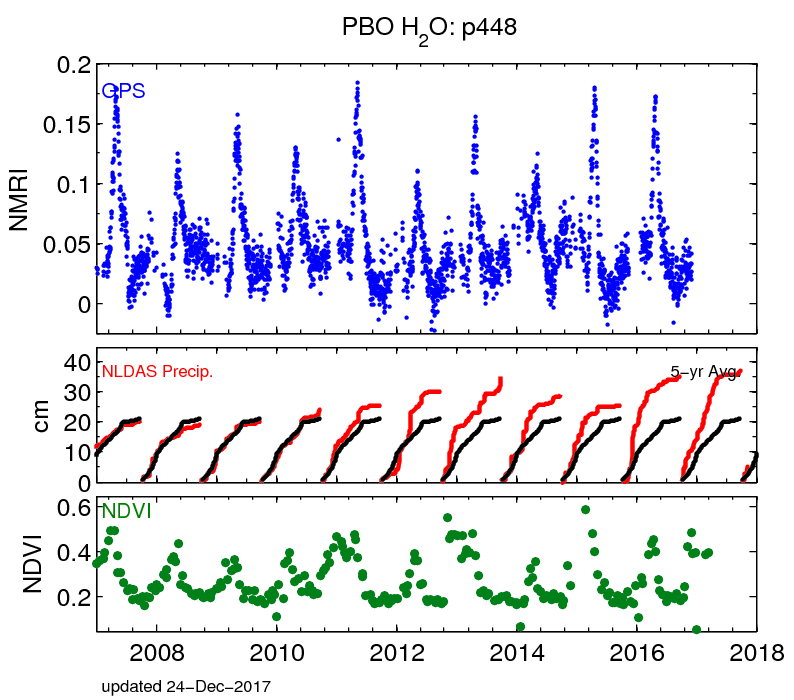 PBO H2O: p448
0.2
GPS
0.15
0.1
0.05
0
NMRI
40
NLDAS Precip.
5-yr Avg.
30
20
10
0
cm
0.6
NDVI
0.4
0.2
NDVI
2008 2010 2012 2014 2016 2018
updated 24-Dec-2017